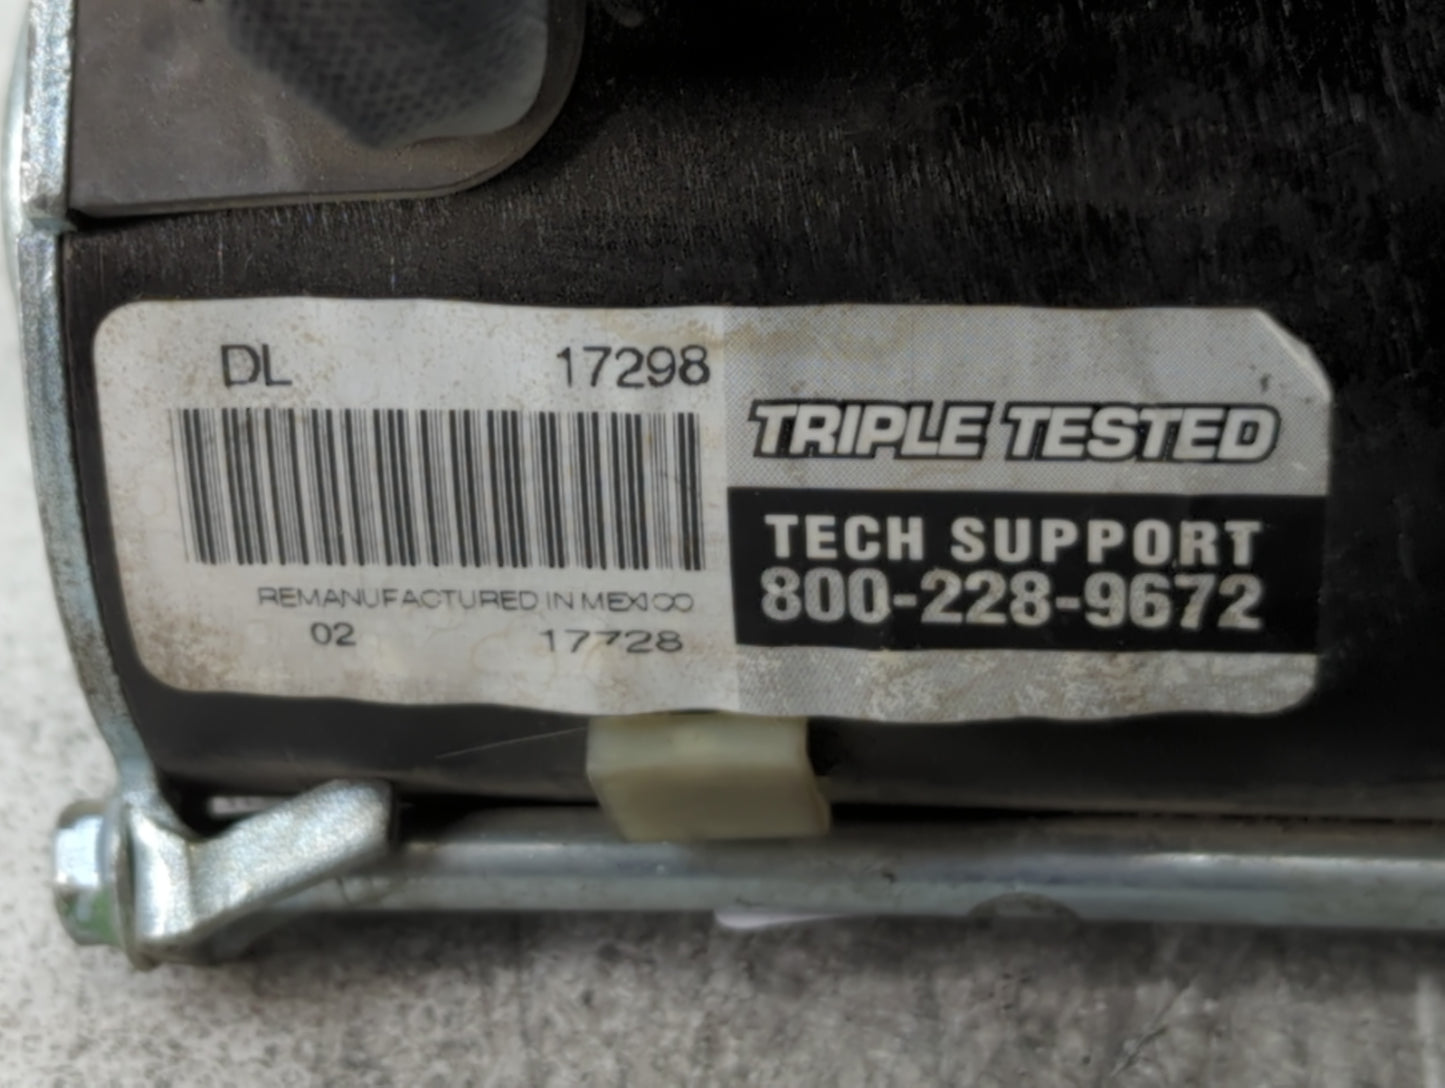 DL 17298
REMANUFACTURED IN MEXICO
02 17728
TRIPLE TESTED
TECH SUPPORT
800-228-9672